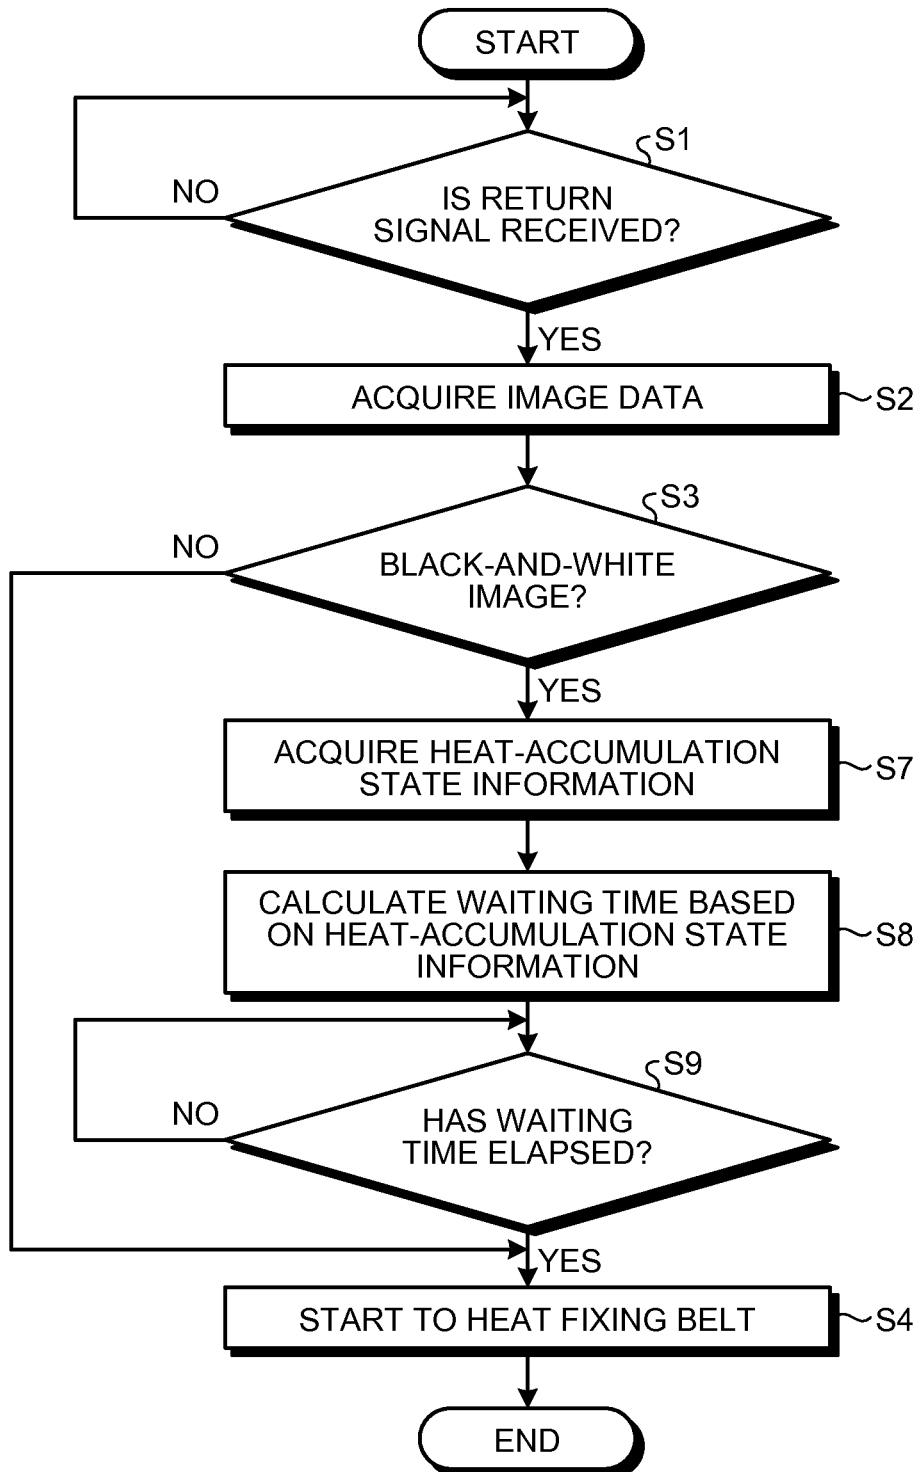 START
S1
NO
IS RETURN
SIGNAL RECEIVED?
YES
ACQUIRE IMAGE DATA
S2
S3
NO
BLACK-AND-WHITE
IMAGE?
YES
ACQUIRE HEAT-ACCUMULATION
STATE INFORMATION
S7
CALCULATE WAITING TIME BASED
ON HEAT-ACCUMULATION STATE
INFORMATION
S8
S9
NO
HAS WAITING
TIME ELAPSED?
YES
START TO HEAT FIXING BELT
S4
END